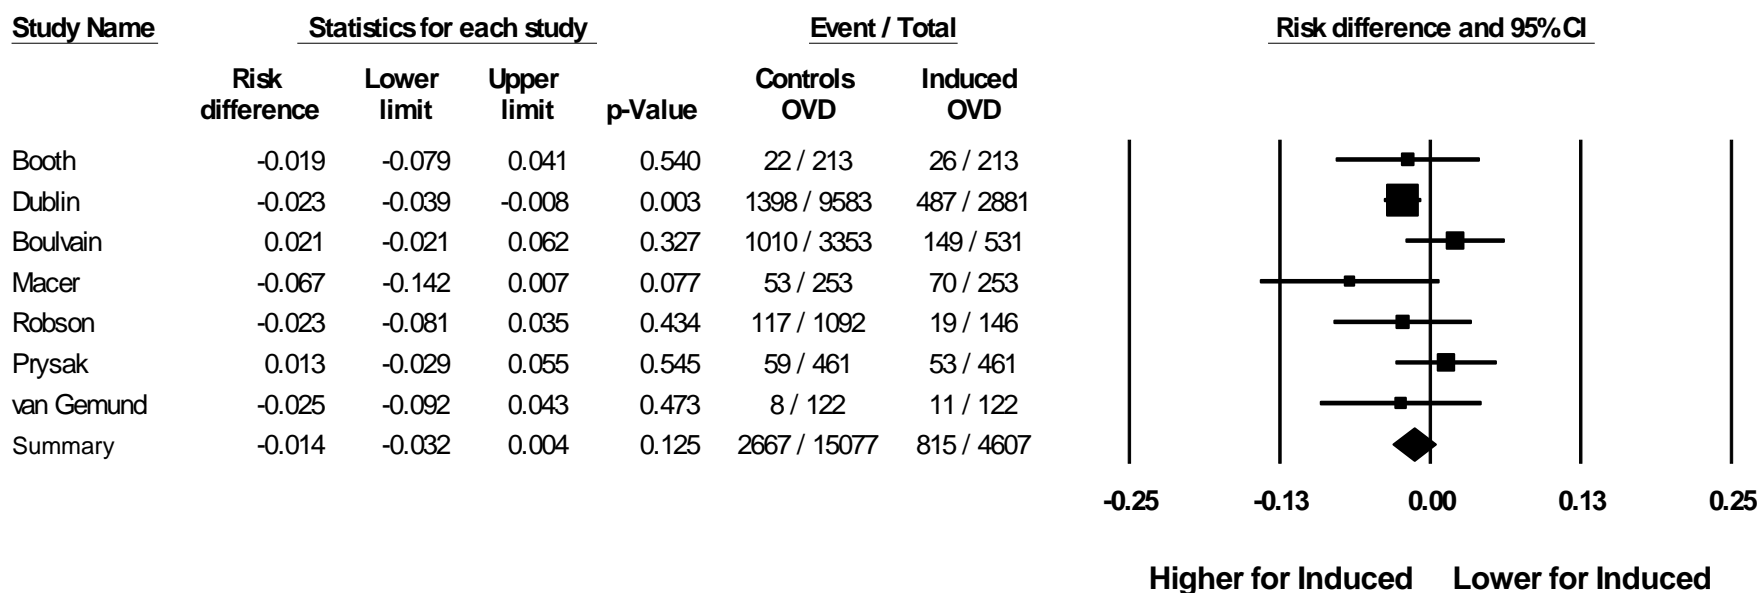 Study Name Statistics for each study Event / Total Risk difference and 95% CI
Risk difference Lower limit Upper limit p-Value Controls OVD Induced OVD
Booth -0.019 -0.079 0.041 0.540 22 / 213 26 / 213
Dublin -0.023 -0.039 -0.008 0.003 1398 / 9583 487 / 2881
Boulvain 0.021 -0.021 0.062 0.327 1010 / 3353 149 / 531
Macer -0.067 -0.142 0.007 0.077 53 / 253 70 / 253
Robson -0.023 -0.081 0.035 0.434 117 / 1092 19 / 146
Prysak 0.013 -0.029 0.055 0.545 59 / 461 53 / 461
van Gemund -0.025 -0.092 0.043 0.473 8 / 122 11 / 122
Summary -0.014 -0.032 0.004 0.125 2667 / 15077 815 / 4607
-0.25 -0.13 0.00 0.13 0.25
Higher for Induced Lower for Induced